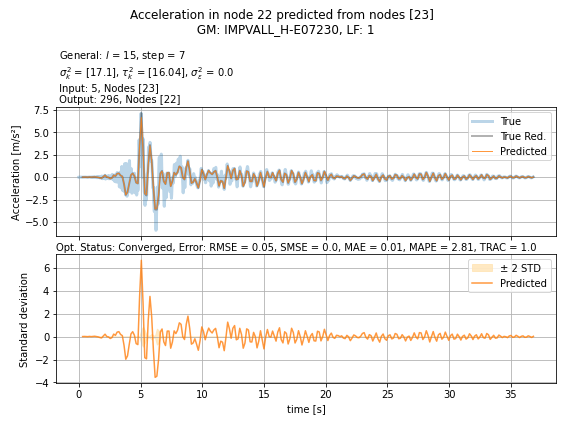 Acceleration in node 22 predicted from nodes [23]
GM: IMPVALL_H-E07230, LF: 1
General: l = 15, step = 7
σ²ₖ = [17.1], τ²ₖ = [16.04], σ²ε = 0.0
Input: 5, Nodes [23]
Output: 296, Nodes [22]
7.5
5.0
2.5
0.0
−2.5
−5.0
Acceleration [m/s²]
True
True Red.
Predicted
Opt. Status: Converged, Error: RMSE = 0.05, SMSE = 0.0, MAE = 0.01, MAPE = 2.81, TRAC = 1.0
6
4
2
0
−2
−4
Standard deviation
± 2 STD
Predicted
0 5 10 15 20 25 30 35
time [s]